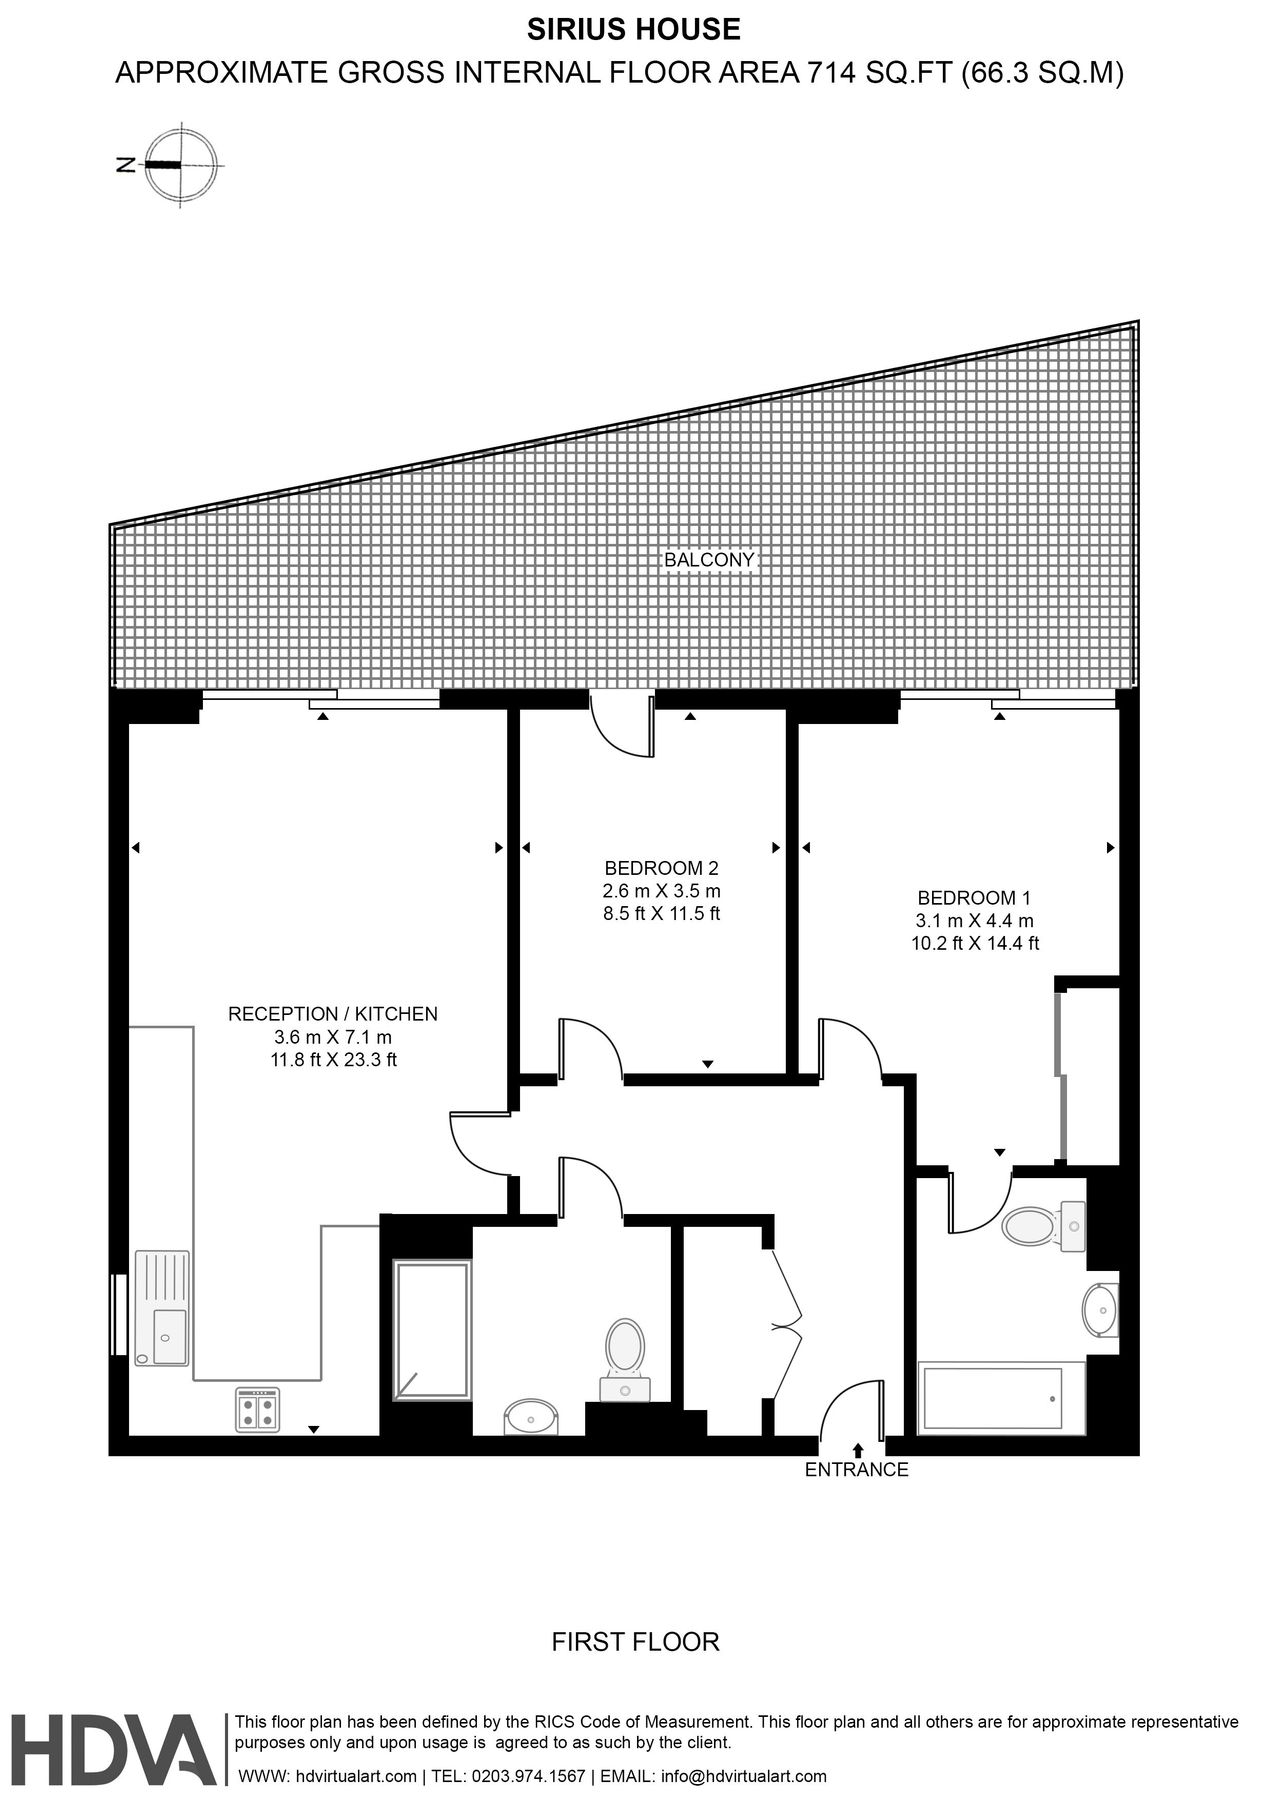 SIRIUS HOUSE
APPROXIMATE GROSS INTERNAL FLOOR AREA 714 SQ.FT (66.3 SQ.M)
N
BALCONY
BEDROOM 2
2.6 m X 3.5 m
8.5 ft X 11.5 ft
BEDROOM 1
3.1 m X 4.4 m
10.2 ft X 14.4 ft
RECEPTION / KITCHEN
3.6 m X 7.1 m
11.8 ft X 23.3 ft
ENTRANCE
FIRST FLOOR
HDVA
This floor plan has been defined by the RICS Code of Measurement. This floor plan and all others are for approximate representative
purposes only and upon usage is agreed to as such by the client.
WWW: hdvirtualart.com | TEL: 0203.974.1567 | EMAIL: info@hdvirtualart.com